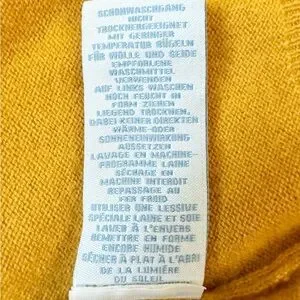 SCHONWASCHGANG
NICHT
TROCKNERGEEIGNET
MIT GERINGER
TEMPERATUR BÜGELN
FÜR WOLLE UND SEIDE
EMPFOHLENE
WASCHMITTEL
VERWENDEN
AUF LINKS WASCHEN
NOCH FEUCHT IN
FORM ZIEHEN
LIEGEND TROCKNEN,
DABEI KEINER DIREKTEN
WÄRME-ODER
SONNENEINWIRKUNG
AUSSETZEN
LAVAGE EN MACHINE-
PROGRAMME LAINE
SÉCHAGE EN
MACHINE INTERDIT
REPASSAGE AU
FER FROID
UTILISER UNE LESSIVE
SPÉCIALE LAINE ET SOIE
LAVER À L'ENVERS
REMETTRE EN FORME
ENCORE HUMIDE
SÉCHER À PLAT À L'ABRI
DE LA LUMIÈRE
DU SOLEIL